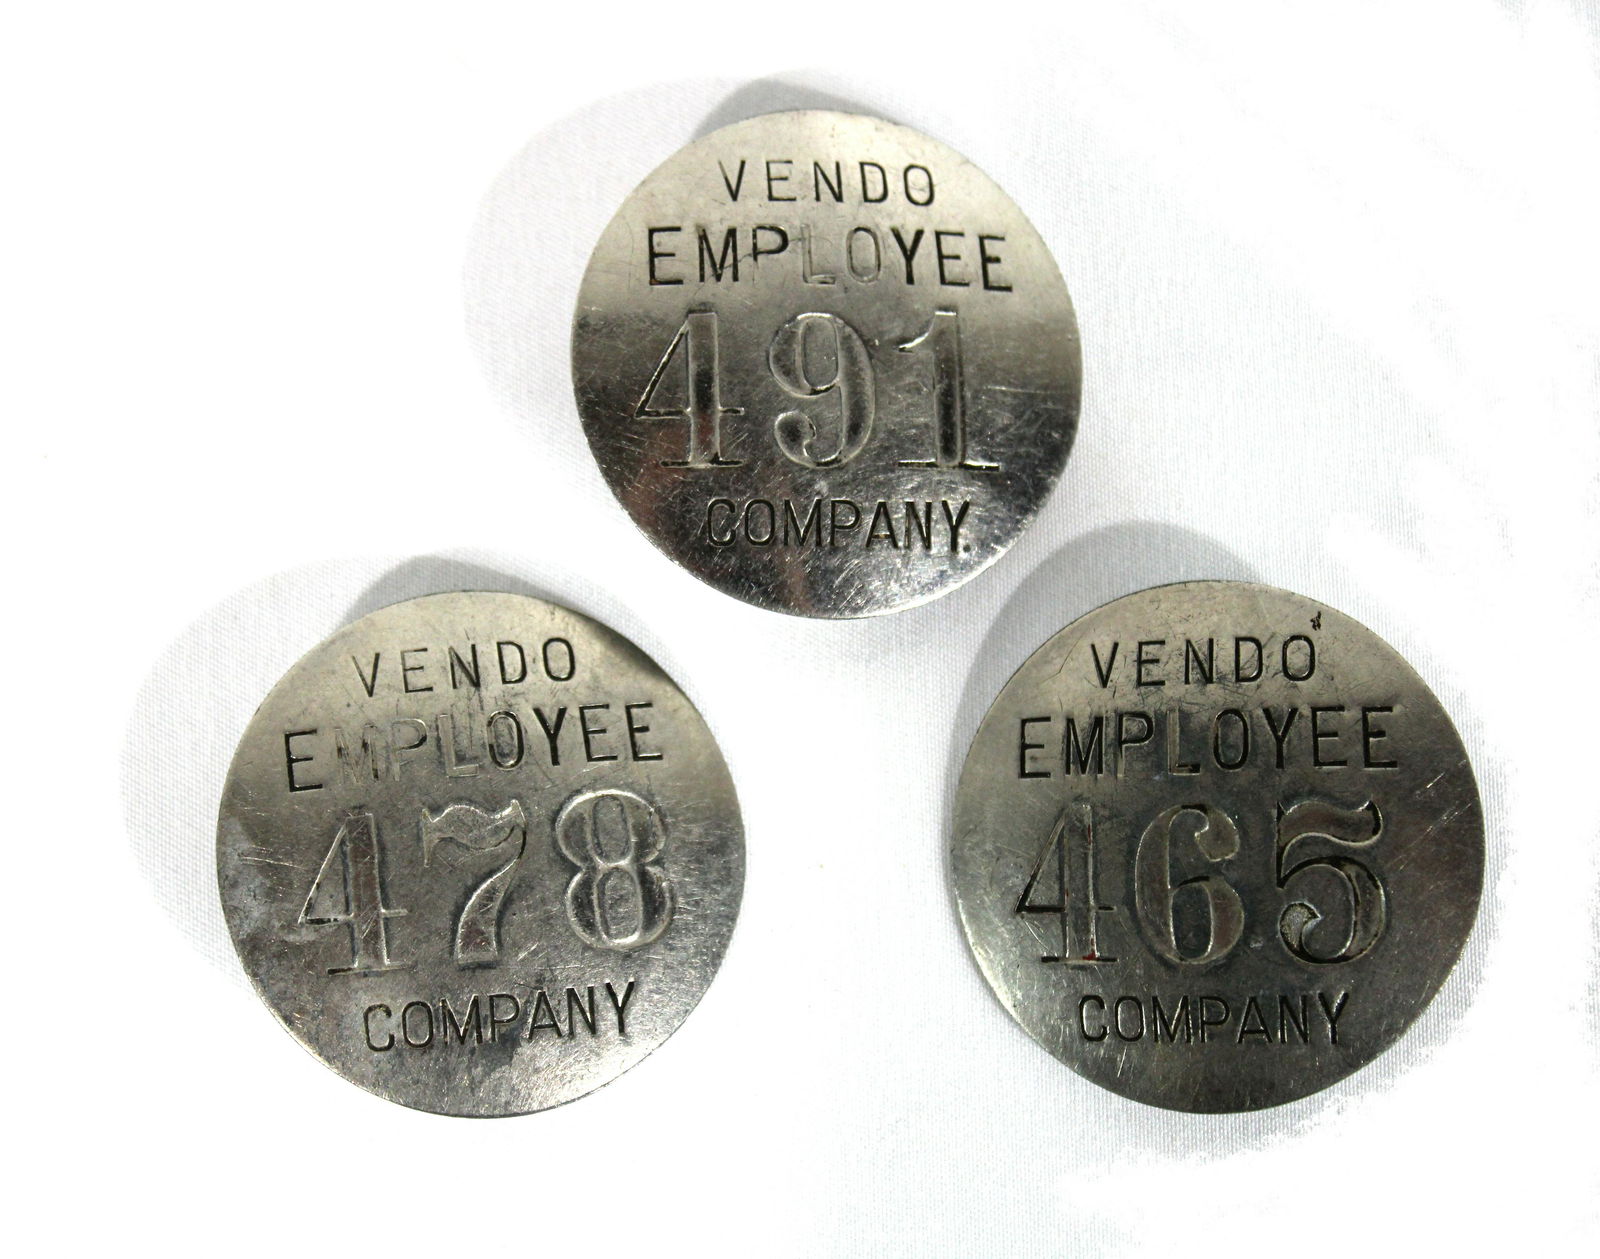 VENDO
EMPLOYEE
491
COMPANY.
VENDO
EMPLOYEE
478
COMPANY
VENDO
EMPLOYEE
465
COMPANY